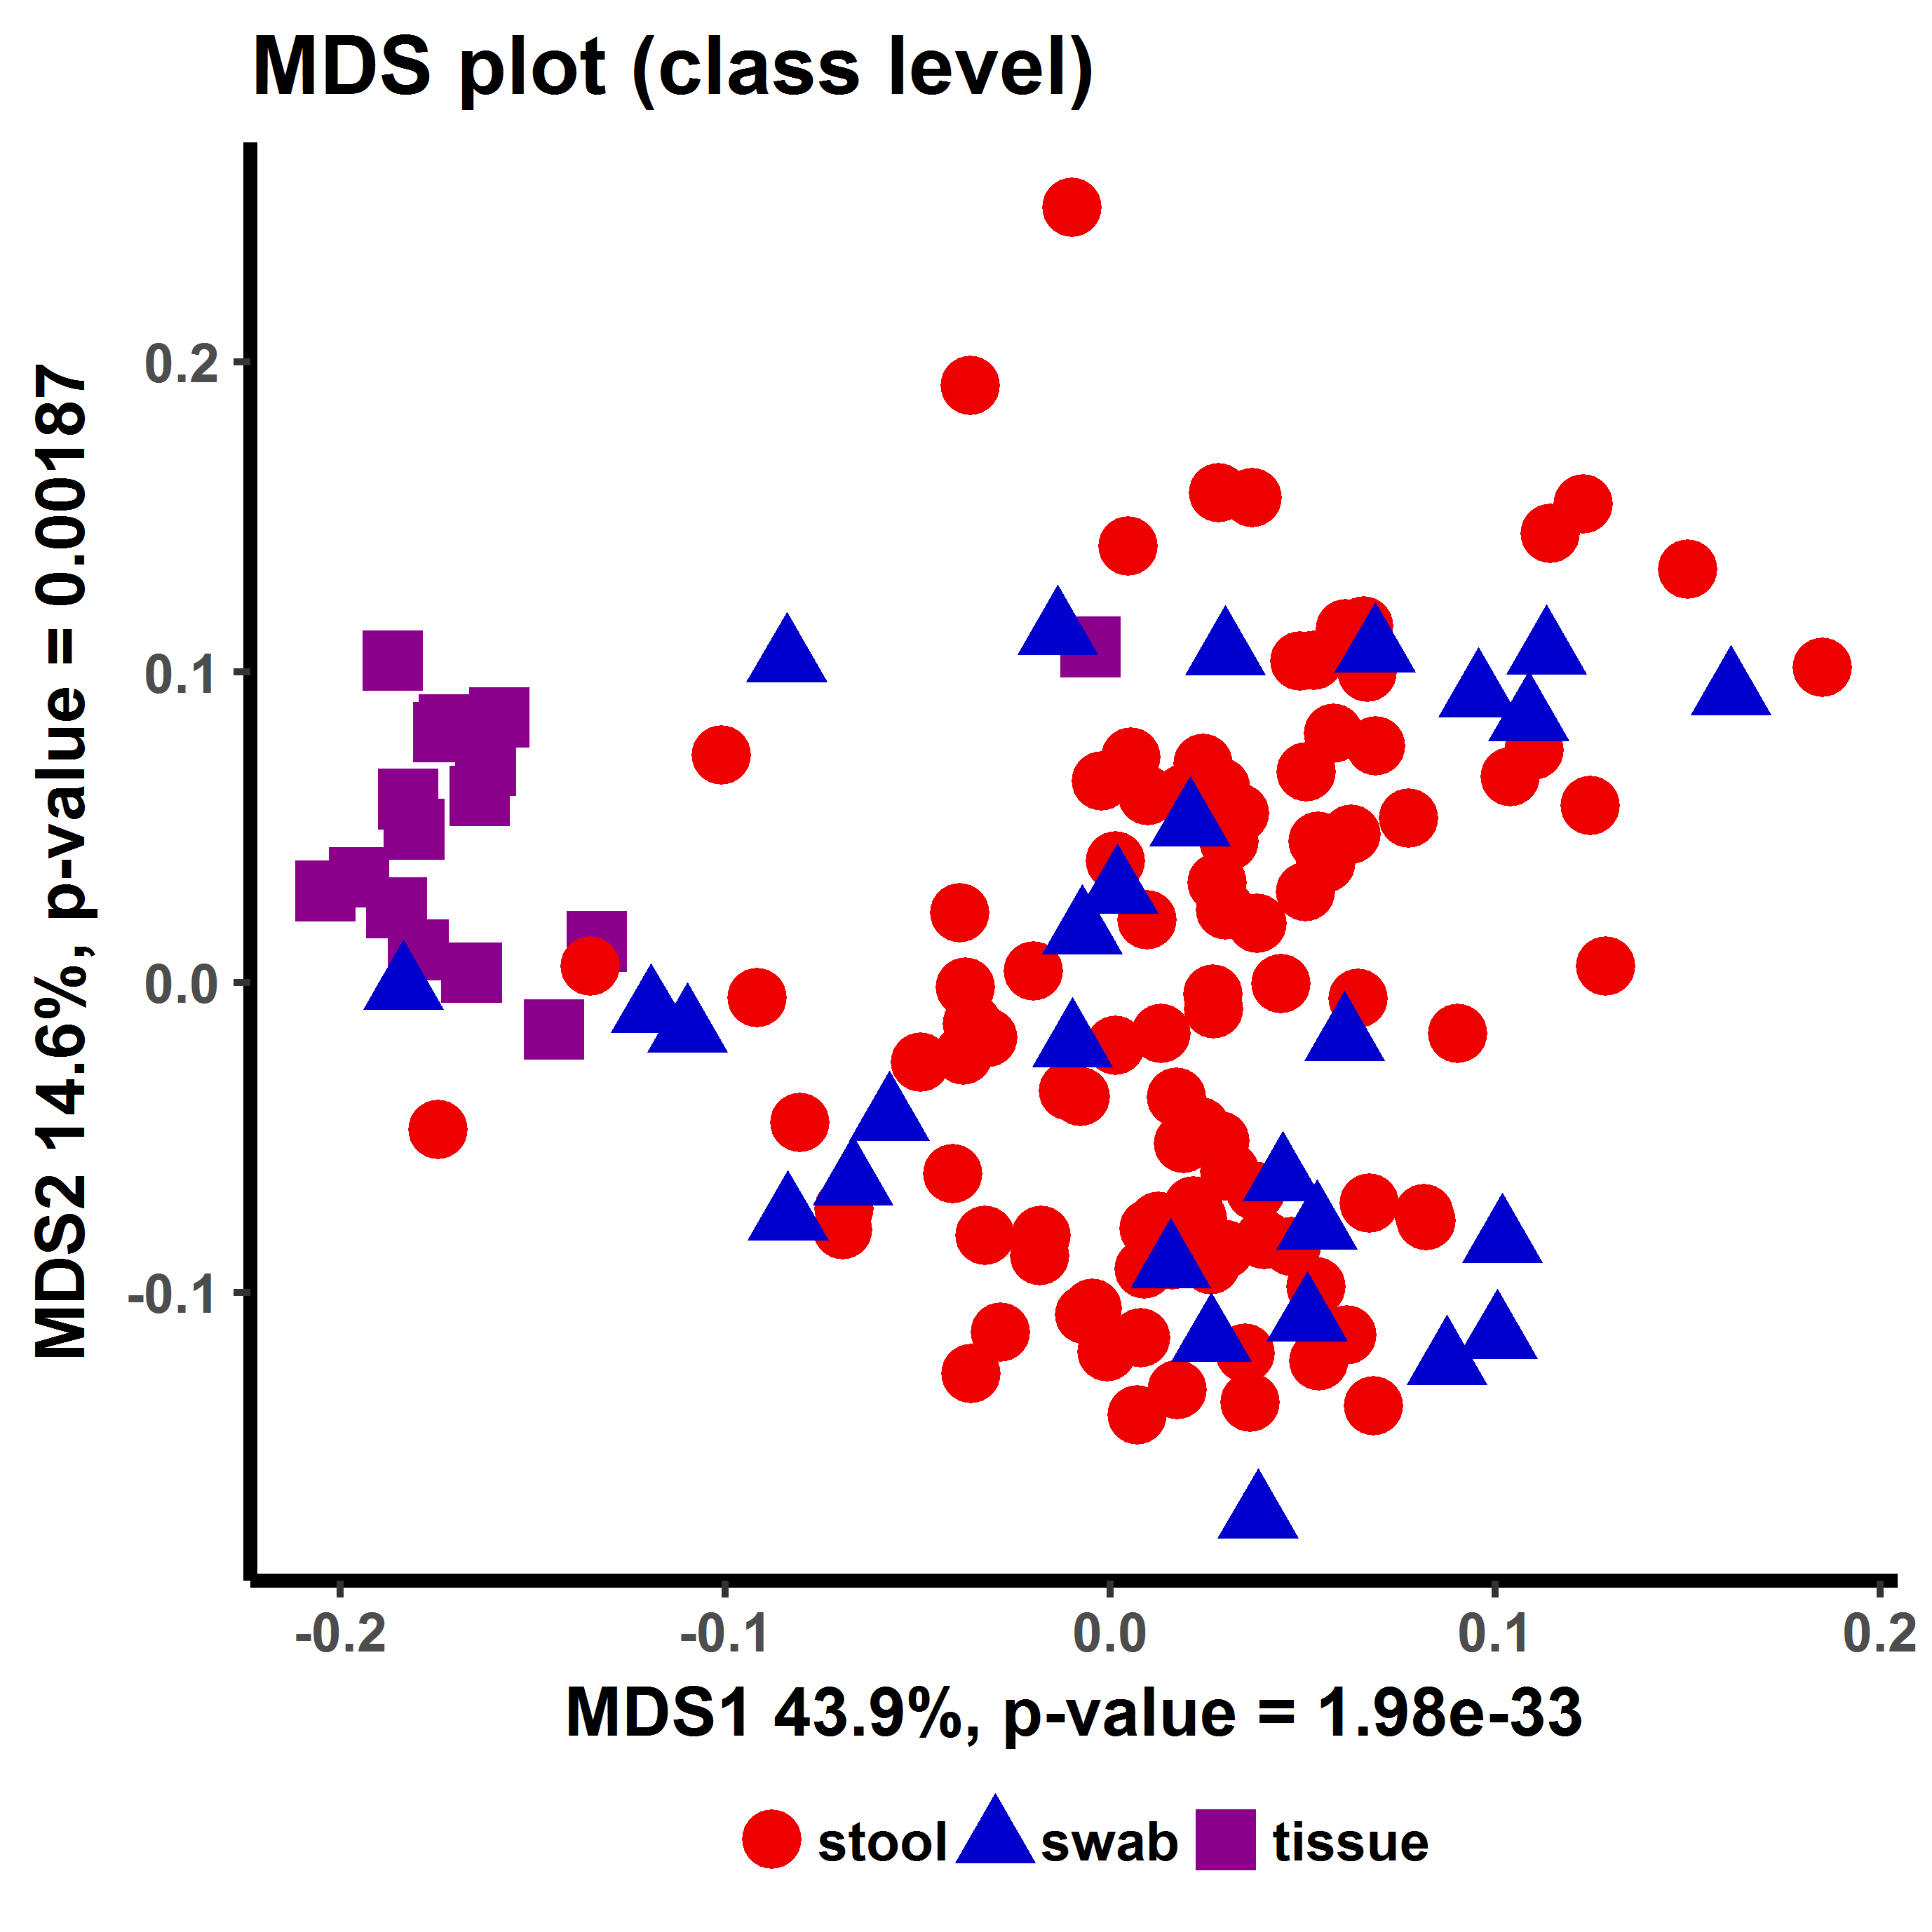 MDS plot (class level)
MDS2 14.6%, p-value = 0.00187
0.2
0.1
0.0
-0.1
-0.2
-0.1
0.0
0.1
0.2
MDS1 43.9%, p-value = 1.98e-33
stool swab tissue